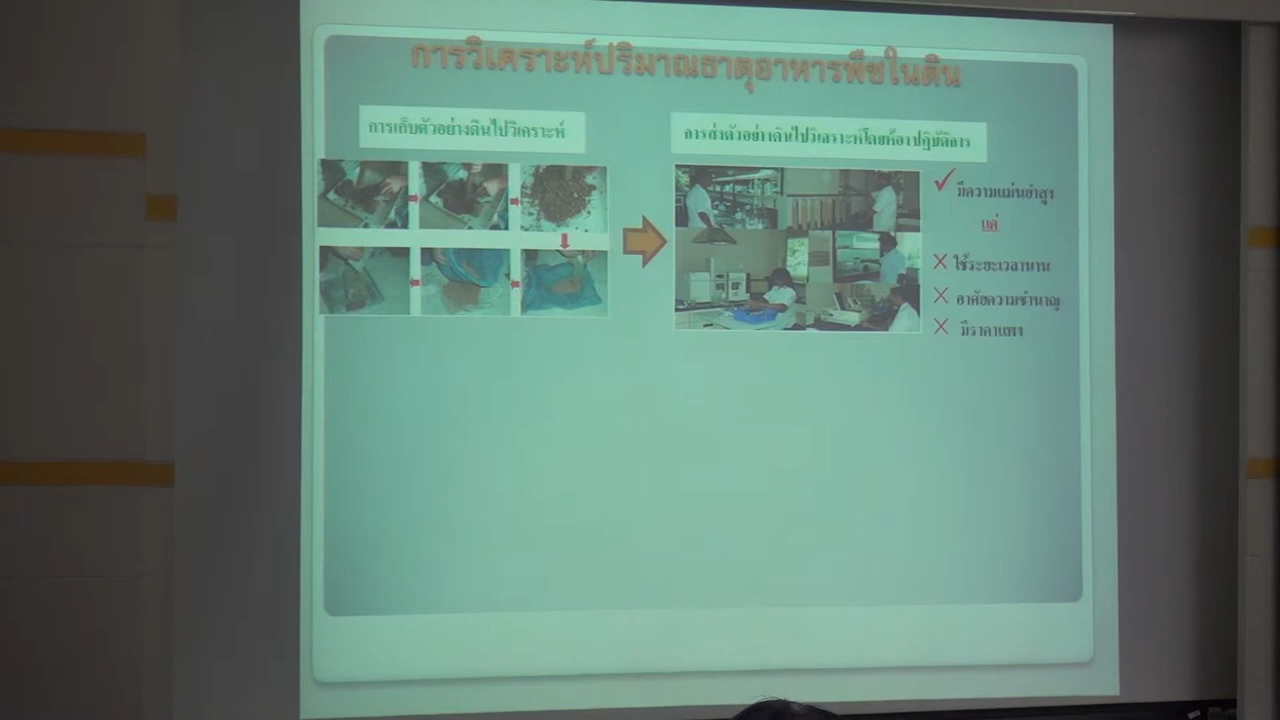 การวิเคราะห์ปริมาณธาตุอาหารพืชในดิน
การเก็บตัวอย่างดินไปวิเคราะห์
การส่งตัวอย่างดินไปวิเคราะห์โดยห้องปฏิบัติการ
มีความแม่นยำสูง
แต่
ใช้ระยะเวลานาน
อาศัยความชำนาญ
มีราคาแพง